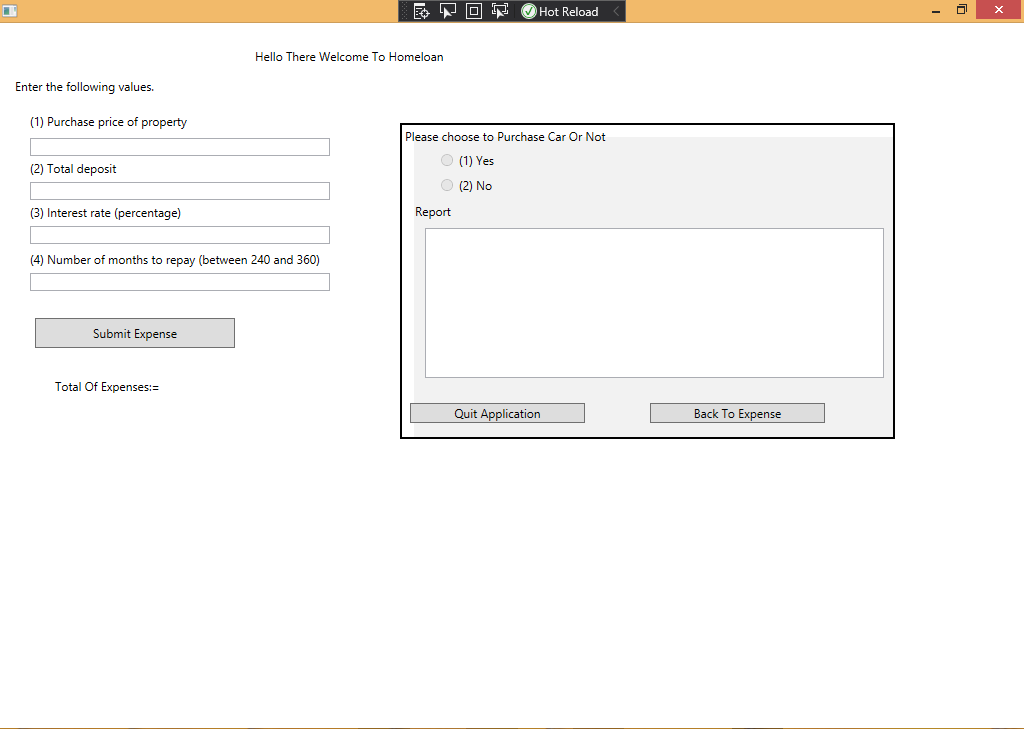 Hot Reload
Hello There Welcome To Homeloan
Enter the following values.
(1) Purchase price of property
(2) Total deposit
(3) Interest rate (percentage)
(4) Number of months to repay (between 240 and 360)
Submit Expense
Total Of Expenses:=
Please choose to Purchase Car Or Not
(1) Yes
(2) No
Report
Quit Application
Back To Expense